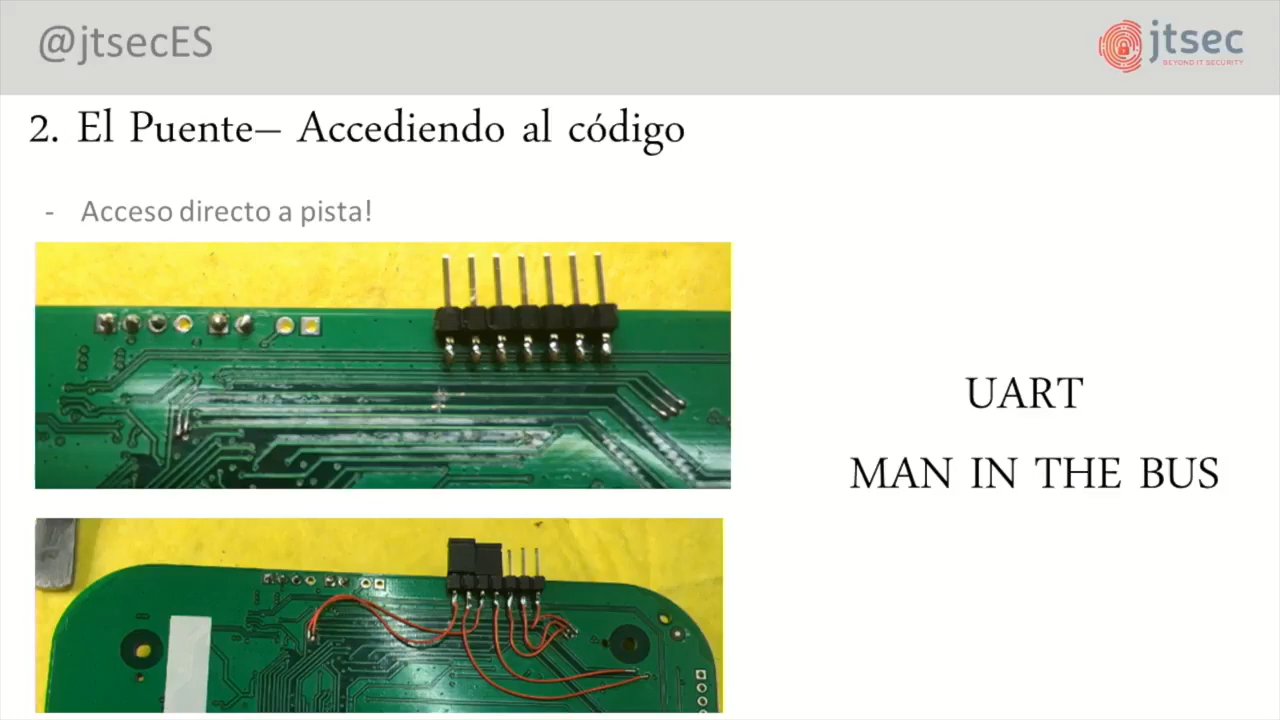 @jtsecES
jtsec
BEYOND IT SECURITY
2. El Puente– Accediendo al código
- Acceso directo a pista!
UART
MAN IN THE BUS